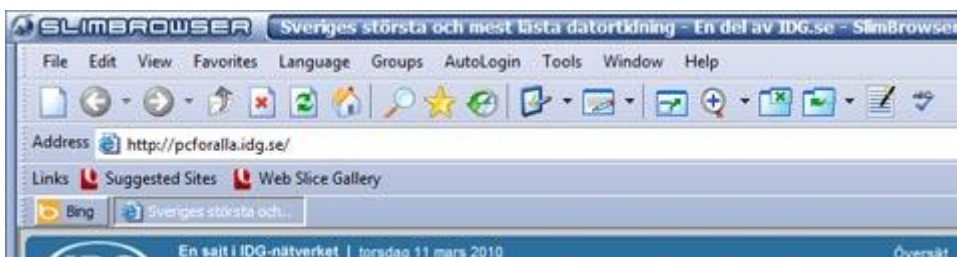 SLIMBROWSER Sveriges största och mest lästa datortidning - En del av IDG.se - SlimBrowser
File Edit View Favorites Language Groups AutoLogin Tools Window Help
Address http://pcforalla.idg.se/
Links Suggested Sites Web Slice Gallery
Bing Sveriges största och...
En sajt i IDG-nätverket | torsdag 11 mars 2010 Översikt